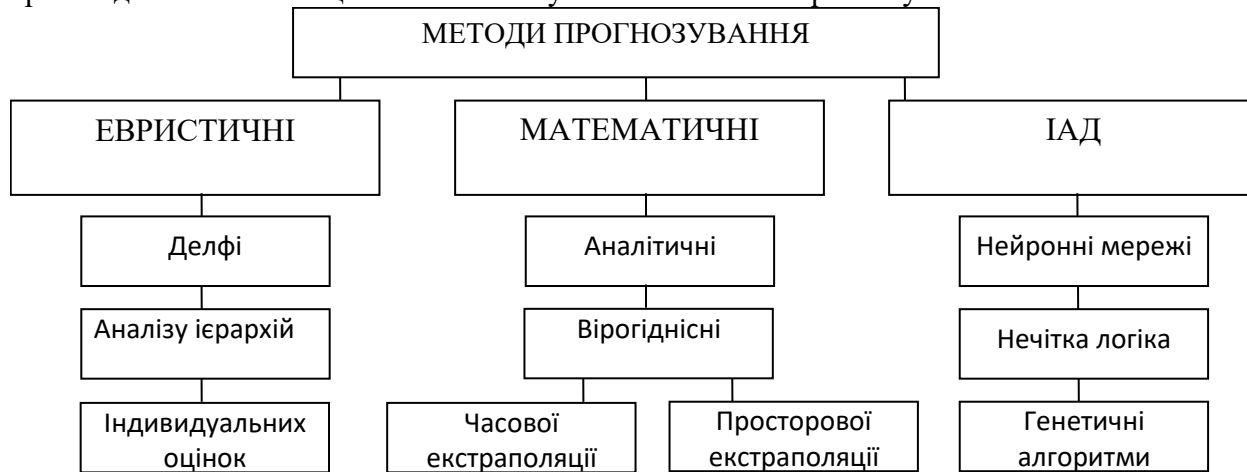 МЕТОДИ ПРОГНОЗУВАННЯ
ЕВРИСТИЧНІ
МАТЕМАТИЧНІ
ІАД
Делфі
Аналітичні
Нейронні мережі
Аналізу ієрархій
Вірогіднісні
Нечітка логіка
Індивидуальних
оцінок
Часової
екстраполяції
Просторової
екстраполяції
Генетичні
алгоритми